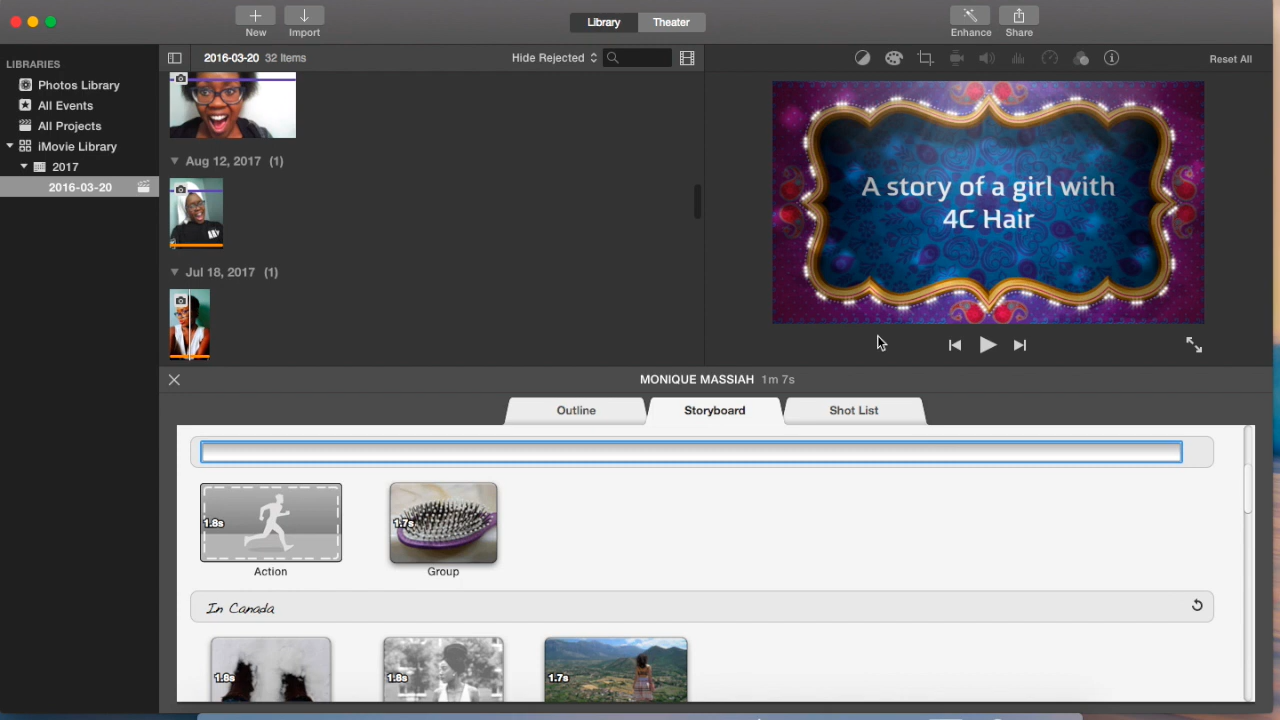 New
Import
Library
Theater
Enhance
Share
LIBRARIES
Photos Library
All Events
All Projects
iMovie Library
2017
2016-03-20
2016-03-20 32 Items
Hide Rejected
Reset All
Aug 12, 2017 (1)
Jul 18, 2017 (1)
A story of a girl with
4C Hair
MONIQUE MASSIAH 1m 7s
Outline
Storyboard
Shot List
1.8s
1.7s
Action
Group
In Canada
1.8s
1.8s
1.7s